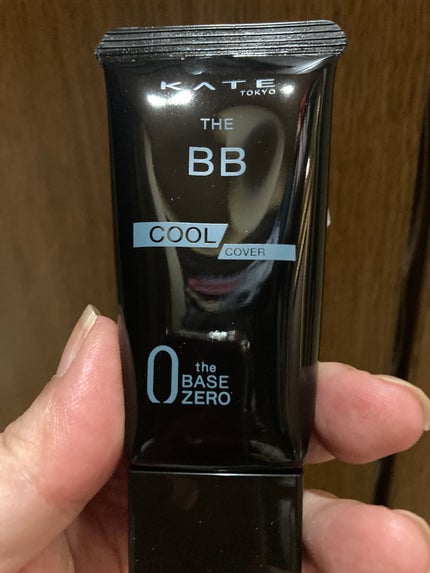 KATE
TOKYO
THE
BB
COOL
COVER
0 the
BASE
ZERO